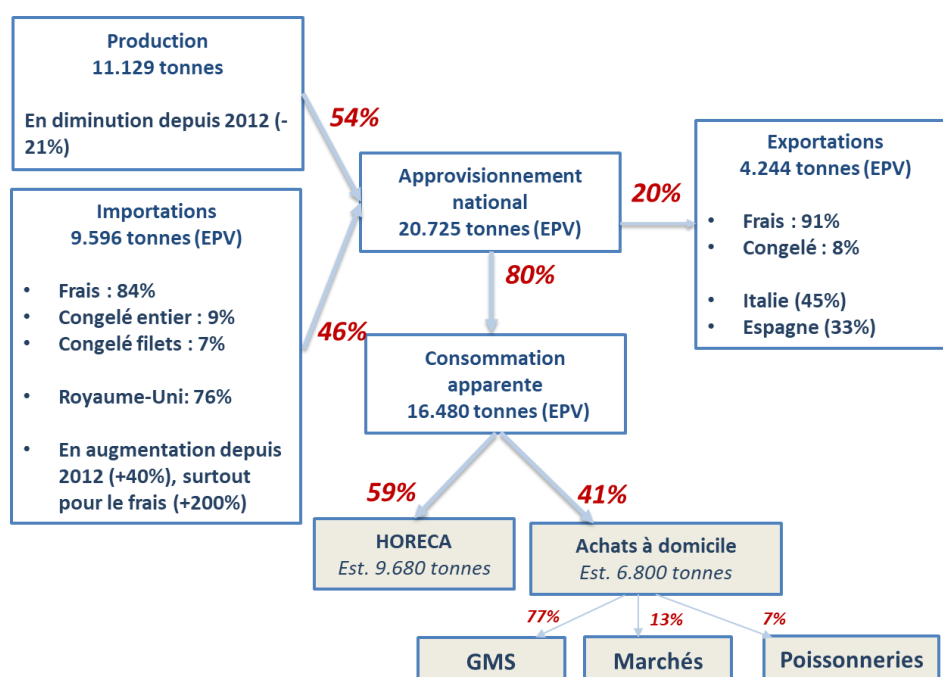 Production
11.129 tonnes
En diminution depuis 2012 (-
21%)
54%
Importations
9.596 tonnes (EPV)
• Frais : 84%
• Congelé entier : 9%
• Congelé filets : 7%
• Royaume-Uni: 76%
• En augmentation depuis
2012 (+40%), surtout
pour le frais (+200%)
46%
Approvisionnement
national
20.725 tonnes (EPV)
20%
Exportations
4.244 tonnes (EPV)
• Frais : 91%
• Congelé : 8%
• Italie (45%)
• Espagne (33%)
80%
Consommation
apparente
16.480 tonnes (EPV)
59%
41%
HORECA
Est. 9.680 tonnes
Achats à domicile
Est. 6.800 tonnes
77%
13%
7%
GMS
Marchés
Poissonneries